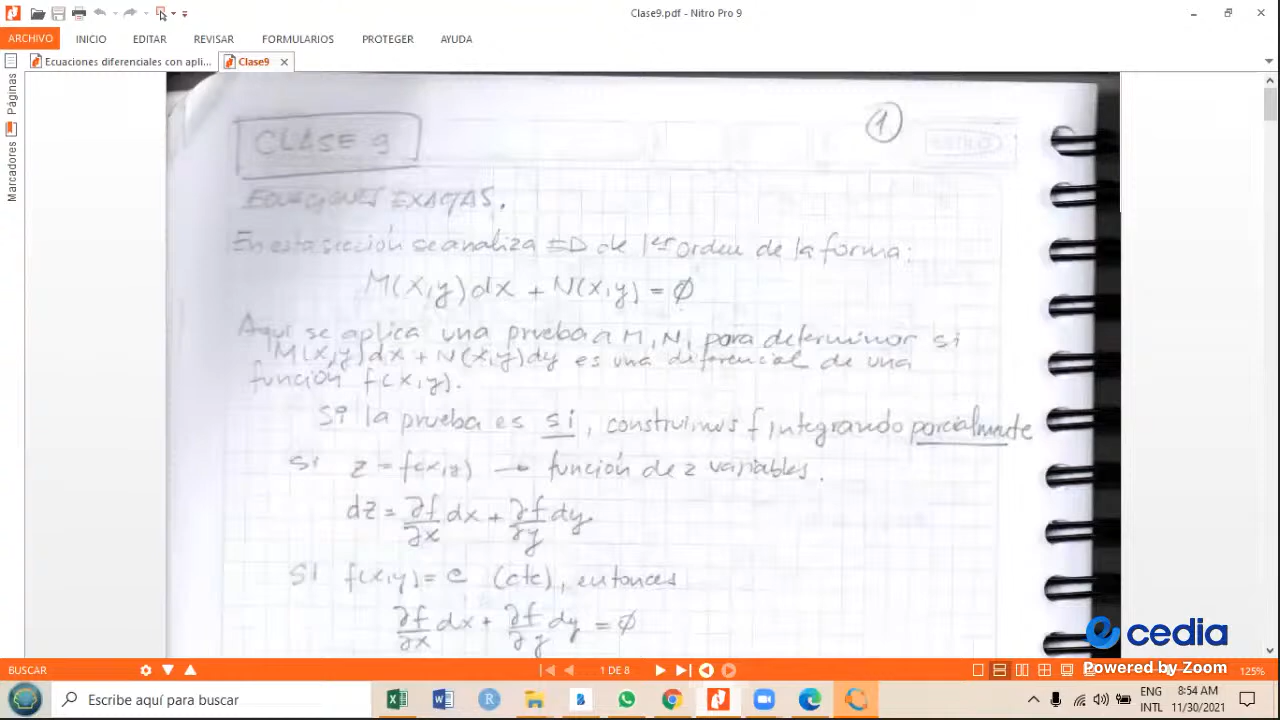 Clase9.pdf - Nitro Pro 9
ARCHIVO INICIO EDITAR REVISAR FORMULARIOS PROTEGER AYUDA
Ecuaciones diferenciales con apli... Clase9
Páginas
Marcadores
CLASE 9
1
ECUACIONES EXACTAS.
En esta sección se analiza ED de 1er orden de la forma:
M(x,y)dx + N(x,y) = ∅
Aquí se aplica una prueba a M, N, para determinar si
M(x,y)dx + N(x,y)dy es una diferencial de una
función f(x,y).
Si la prueba es si, construimos f, integrando parcialmente
Si z = f(x,z) → función de 2 variables.
dz = ∂f/∂x dx + ∂f/∂y dy.
Si f(x,y) = c (cte), entonces
∂f/∂x dx + ∂f/∂y dy = ∅
cedia
Powered by Zoom
BUSCAR 1 DE 8 125%
Escribe aquí para buscar
ENG 8:54 AM
INTL 11/30/2021